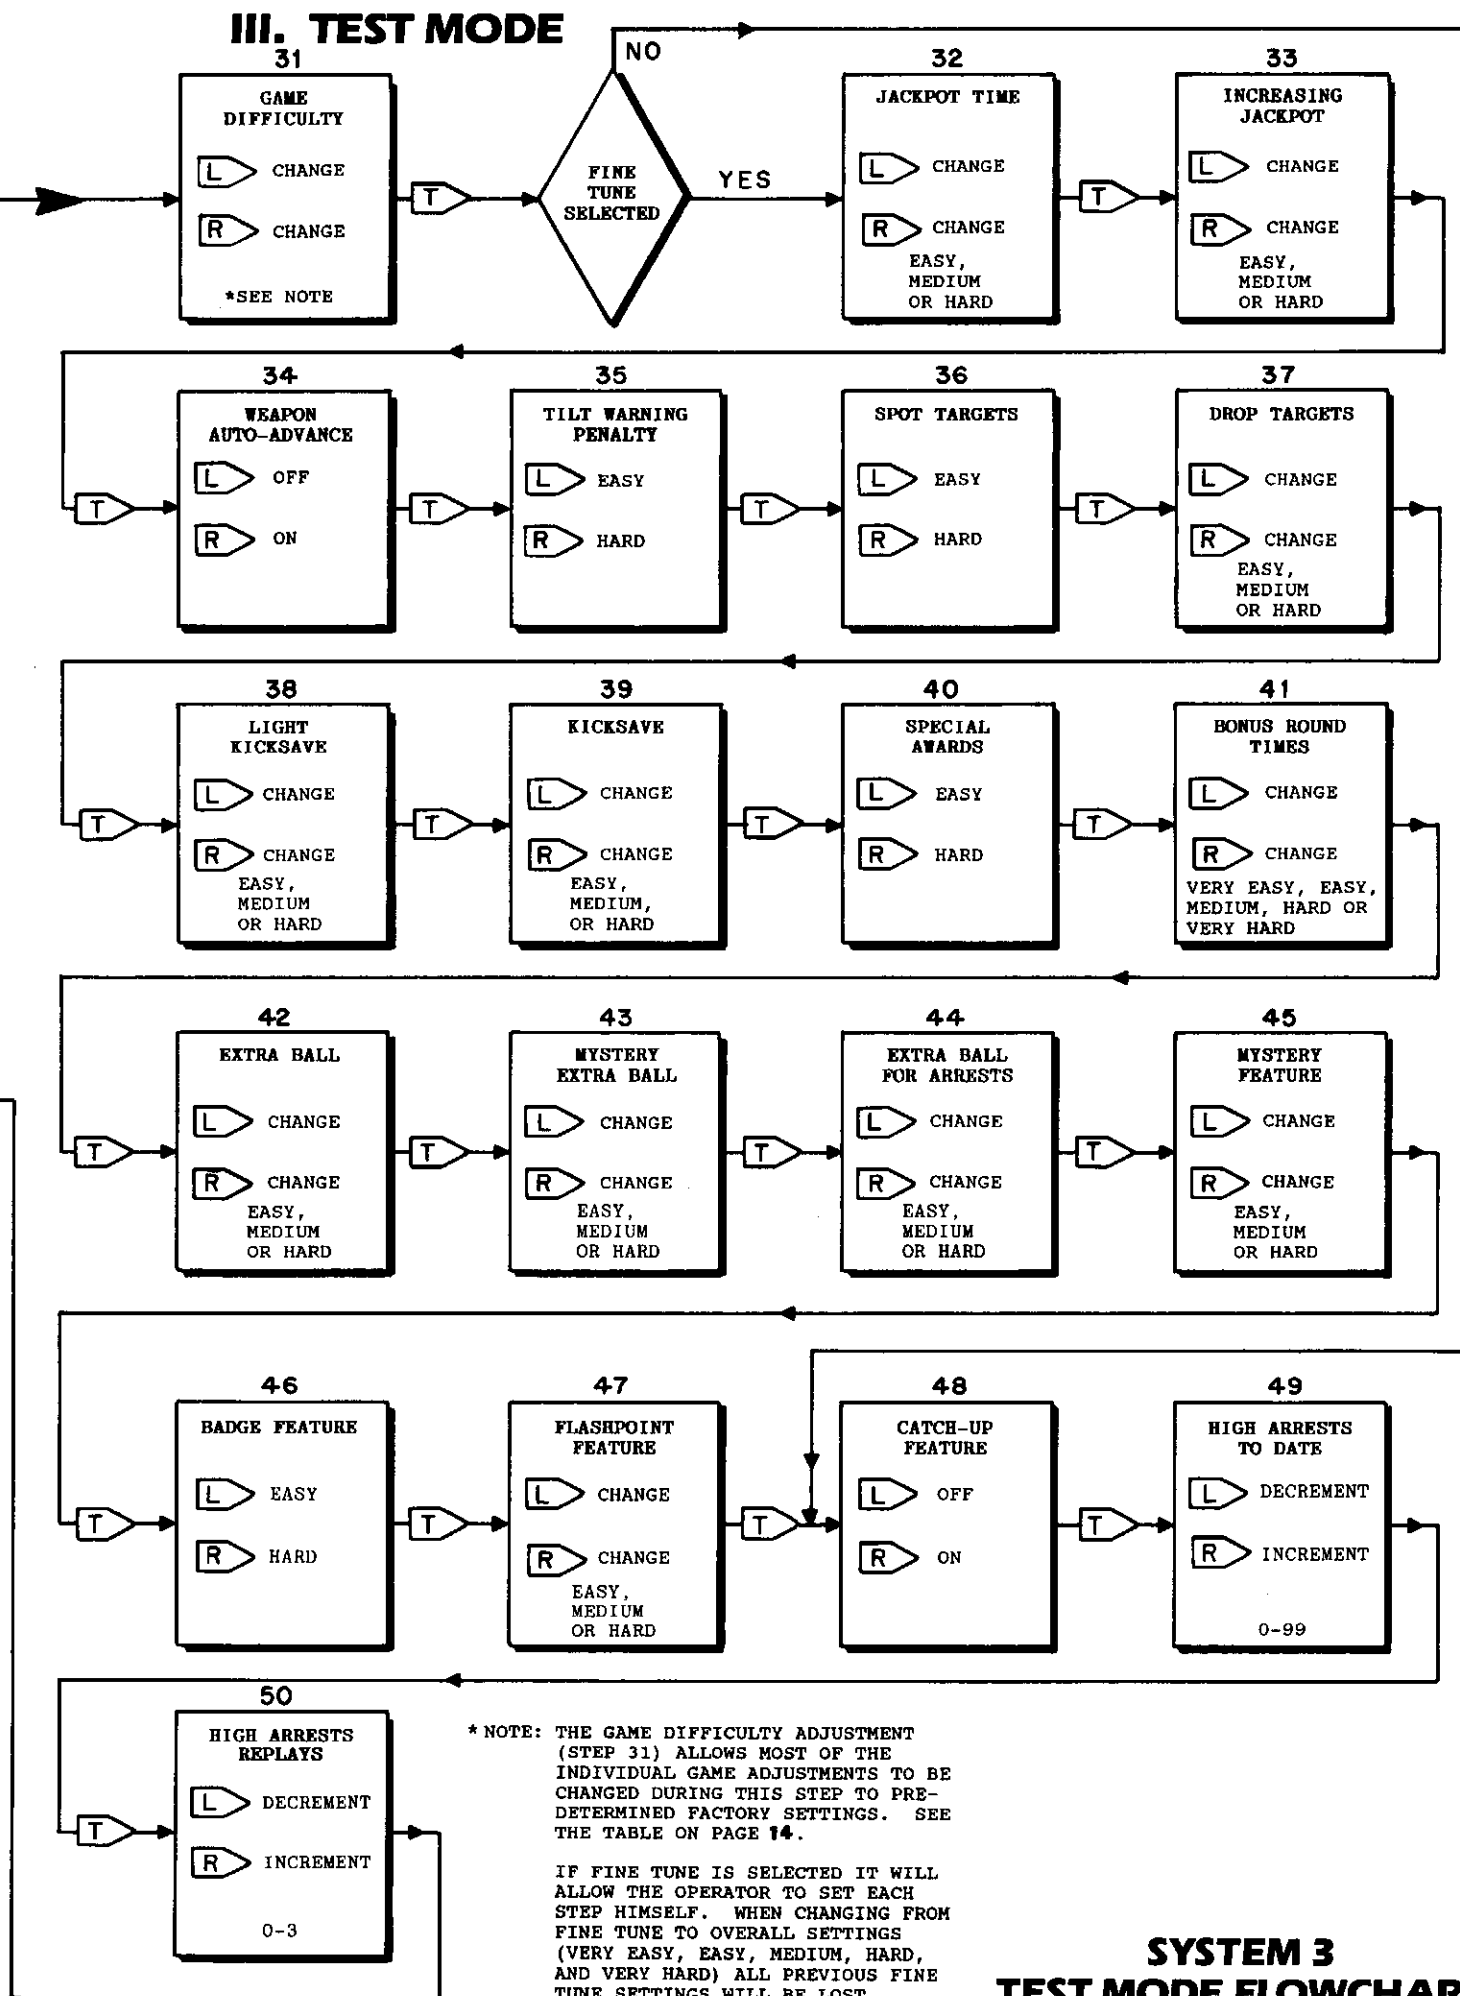 III. TEST MODE
31
GAME
DIFFICULTY
L CHANGE
R CHANGE
*SEE NOTE
T
FINE
TUNE
SELECTED
NO
YES
32
JACKPOT TIME
L CHANGE
R CHANGE
EASY,
MEDIUM
OR HARD
T
33
INCREASING
JACKPOT
L CHANGE
R CHANGE
EASY,
MEDIUM
OR HARD
T
34
WEAPON
AUTO-ADVANCE
L OFF
R ON
T
35
TILT WARNING
PENALTY
L EASY
R HARD
T
36
SPOT TARGETS
L EASY
R HARD
T
37
DROP TARGETS
L CHANGE
R CHANGE
EASY,
MEDIUM
OR HARD
T
38
LIGHT
KICKSAVE
L CHANGE
R CHANGE
EASY,
MEDIUM
OR HARD
T
39
KICKSAVE
L CHANGE
R CHANGE
EASY,
MEDIUM,
OR HARD
T
40
SPECIAL
AWARDS
L EASY
R HARD
T
41
BONUS ROUND
TIMES
L CHANGE
R CHANGE
VERY EASY, EASY,
MEDIUM, HARD OR
VERY HARD
T
42
EXTRA BALL
L CHANGE
R CHANGE
EASY,
MEDIUM
OR HARD
T
43
MYSTERY
EXTRA BALL
L CHANGE
R CHANGE
EASY,
MEDIUM
OR HARD
T
44
EXTRA BALL
FOR ARRESTS
L CHANGE
R CHANGE
EASY,
MEDIUM
OR HARD
T
45
MYSTERY
FEATURE
L CHANGE
R CHANGE
EASY,
MEDIUM
OR HARD
T
46
BADGE FEATURE
L EASY
R HARD
T
47
FLASHPOINT
FEATURE
L CHANGE
R CHANGE
EASY,
MEDIUM
OR HARD
T
48
CATCH-UP
FEATURE
L OFF
R ON
T
49
HIGH ARRESTS
TO DATE
L DECREMENT
R INCREMENT
0-99
T
50
HIGH ARRESTS
REPLAYS
L DECREMENT
R INCREMENT
0-3
* NOTE: THE GAME DIFFICULTY ADJUSTMENT
(STEP 31) ALLOWS MOST OF THE
INDIVIDUAL GAME ADJUSTMENTS TO BE
CHANGED DURING THIS STEP TO PRE-
DETERMINED FACTORY SETTINGS. SEE
THE TABLE ON PAGE 14.
IF FINE TUNE IS SELECTED IT WILL
ALLOW THE OPERATOR TO SET EACH
STEP HIMSELF. WHEN CHANGING FROM
FINE TUNE TO OVERALL SETTINGS
(VERY EASY, EASY, MEDIUM, HARD,
AND VERY HARD) ALL PREVIOUS FINE
TUNE SETTINGS WILL BE LOST
SYSTEM 3
TEST MODE FLOWCHAR